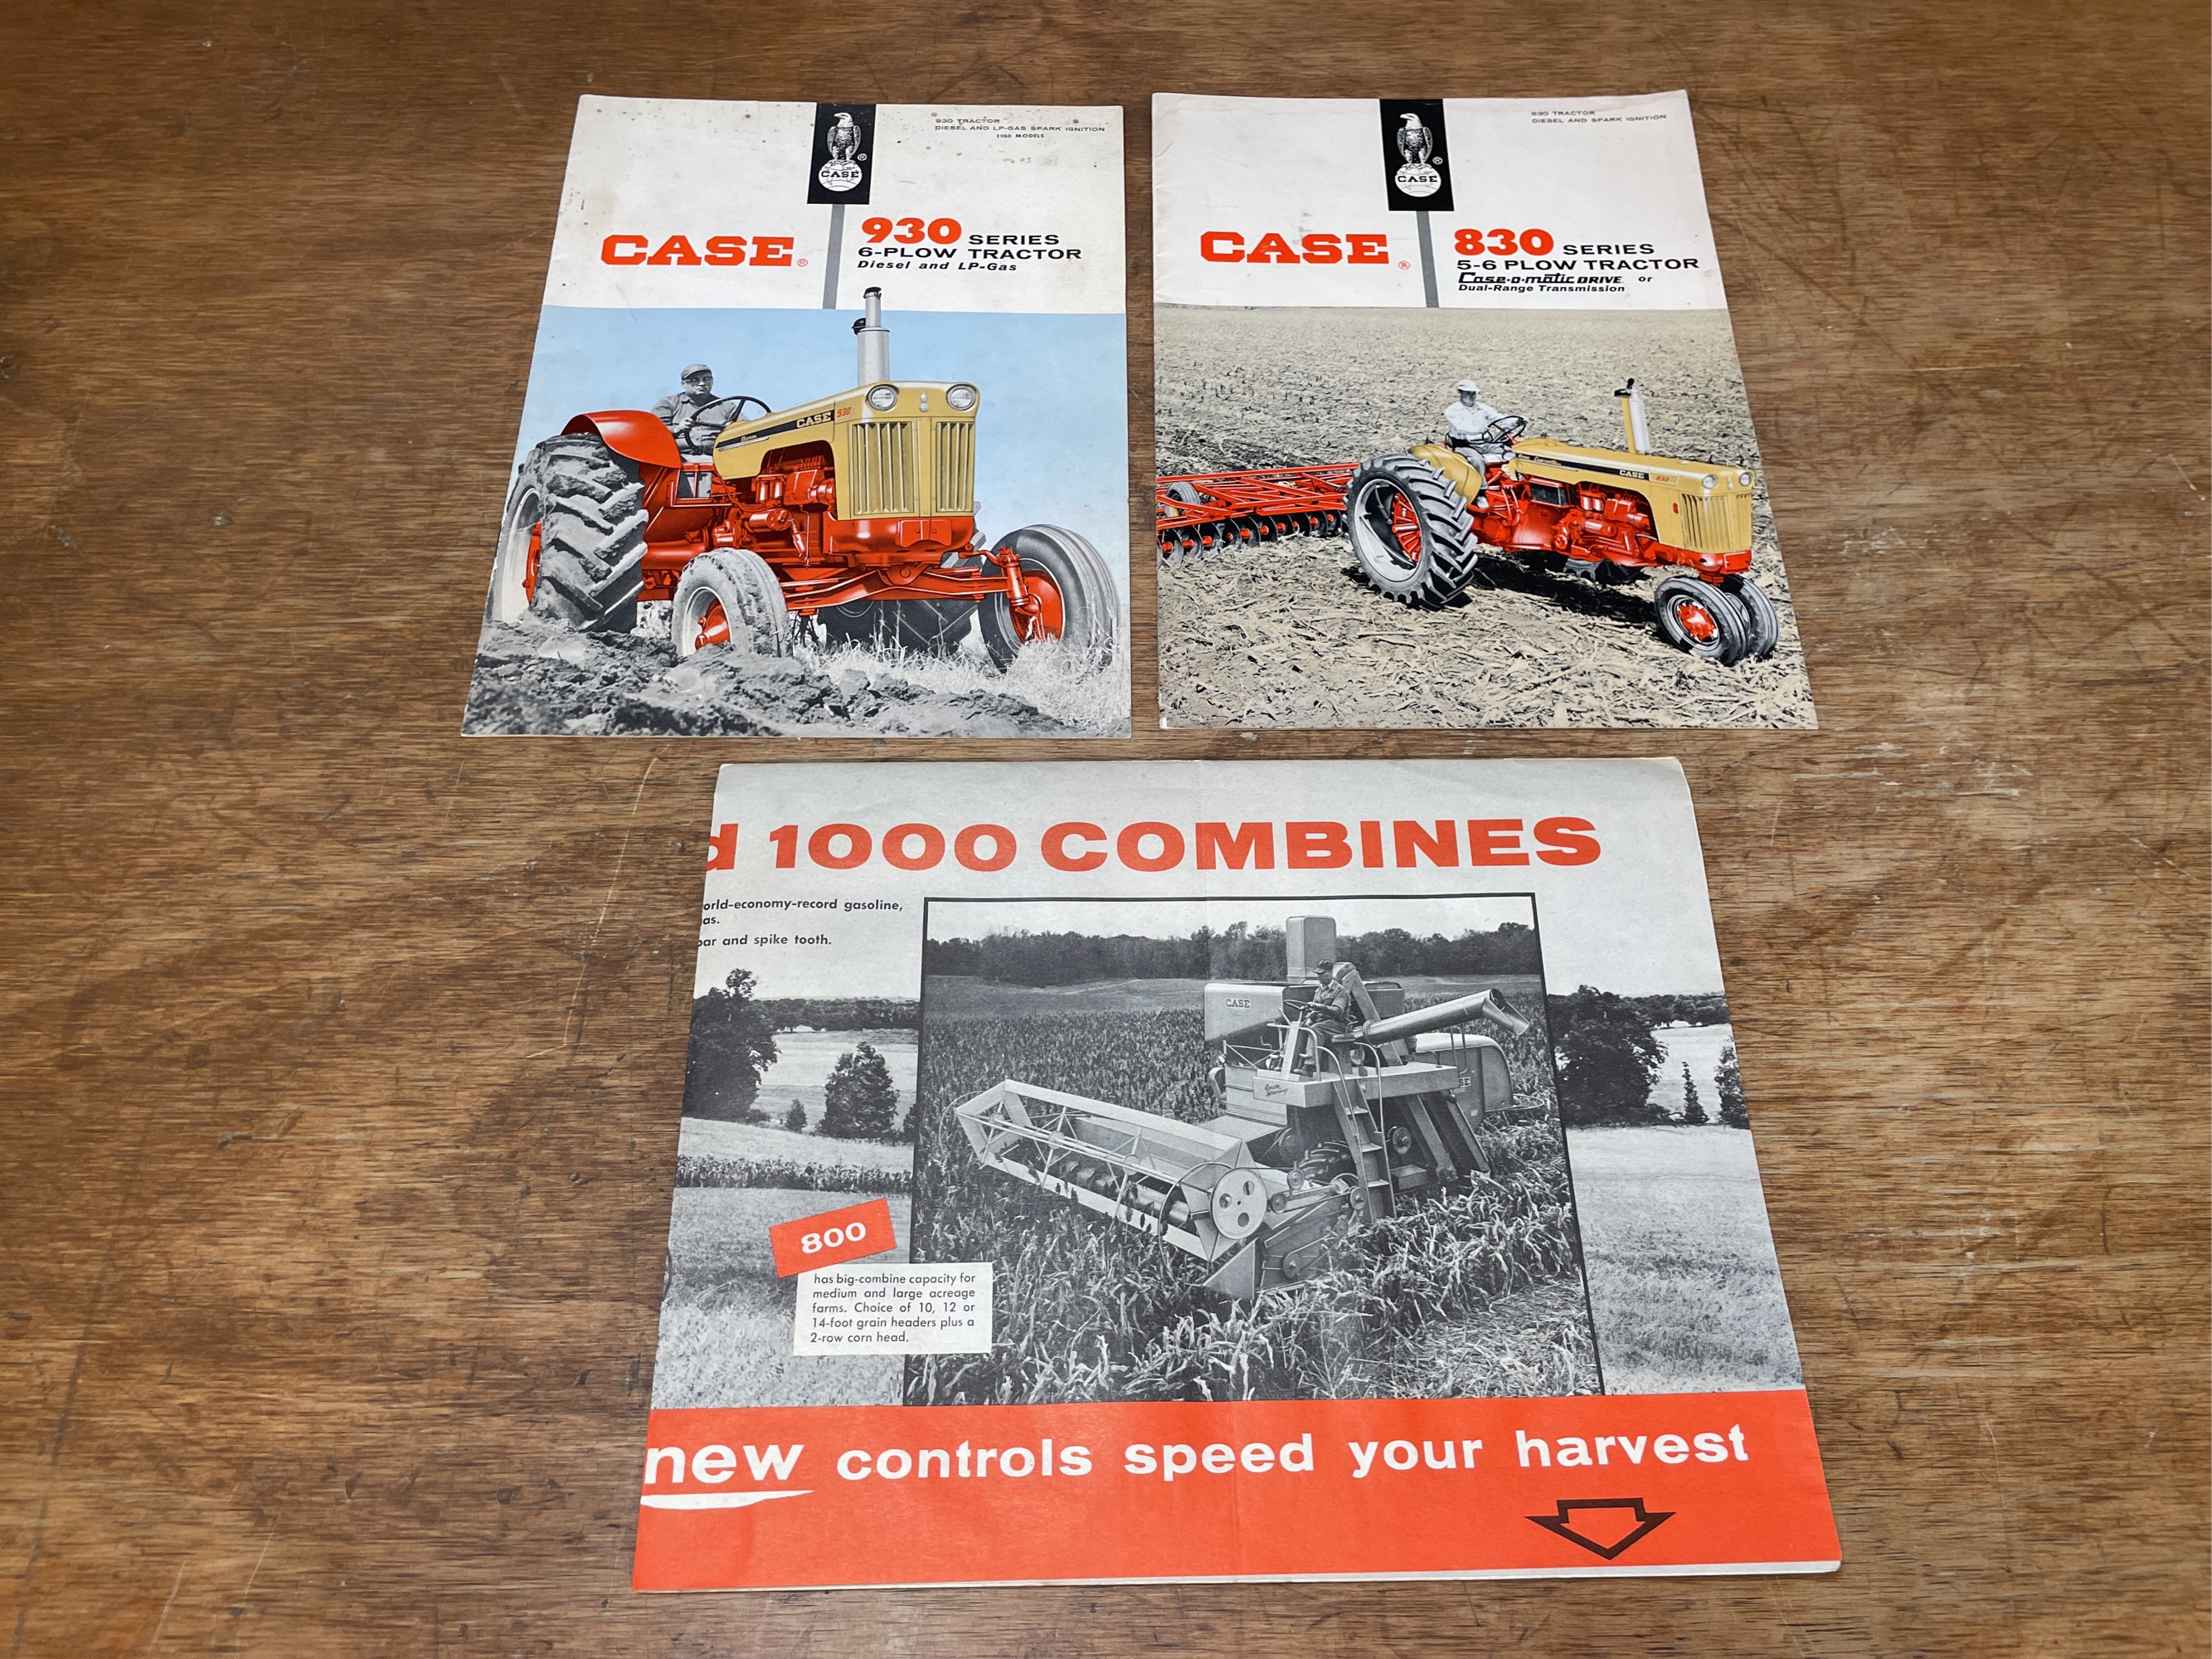 930 TRACTOR
DIESEL AND LP-GAS SPARK IGNITION
1960 MODELS
CASE
®
CASE ®
930 SERIES
6-PLOW TRACTOR
Diesel and LP-Gas
CASE 930
830 TRACTOR
DIESEL AND SPARK IGNITION
CASE
®
CASE ®
830 SERIES
5-6 PLOW TRACTOR
Case-o-matic DRIVE or
Dual-Range Transmission
CASE 830
d 1000 COMBINES
orld-economy-record gasoline,
as.
bar and spike tooth.
CASE
SE
800
has big-combine capacity for
medium and large acreage
farms. Choice of 10, 12 or
14-foot grain headers plus a
2-row corn head.
new controls speed your harvest